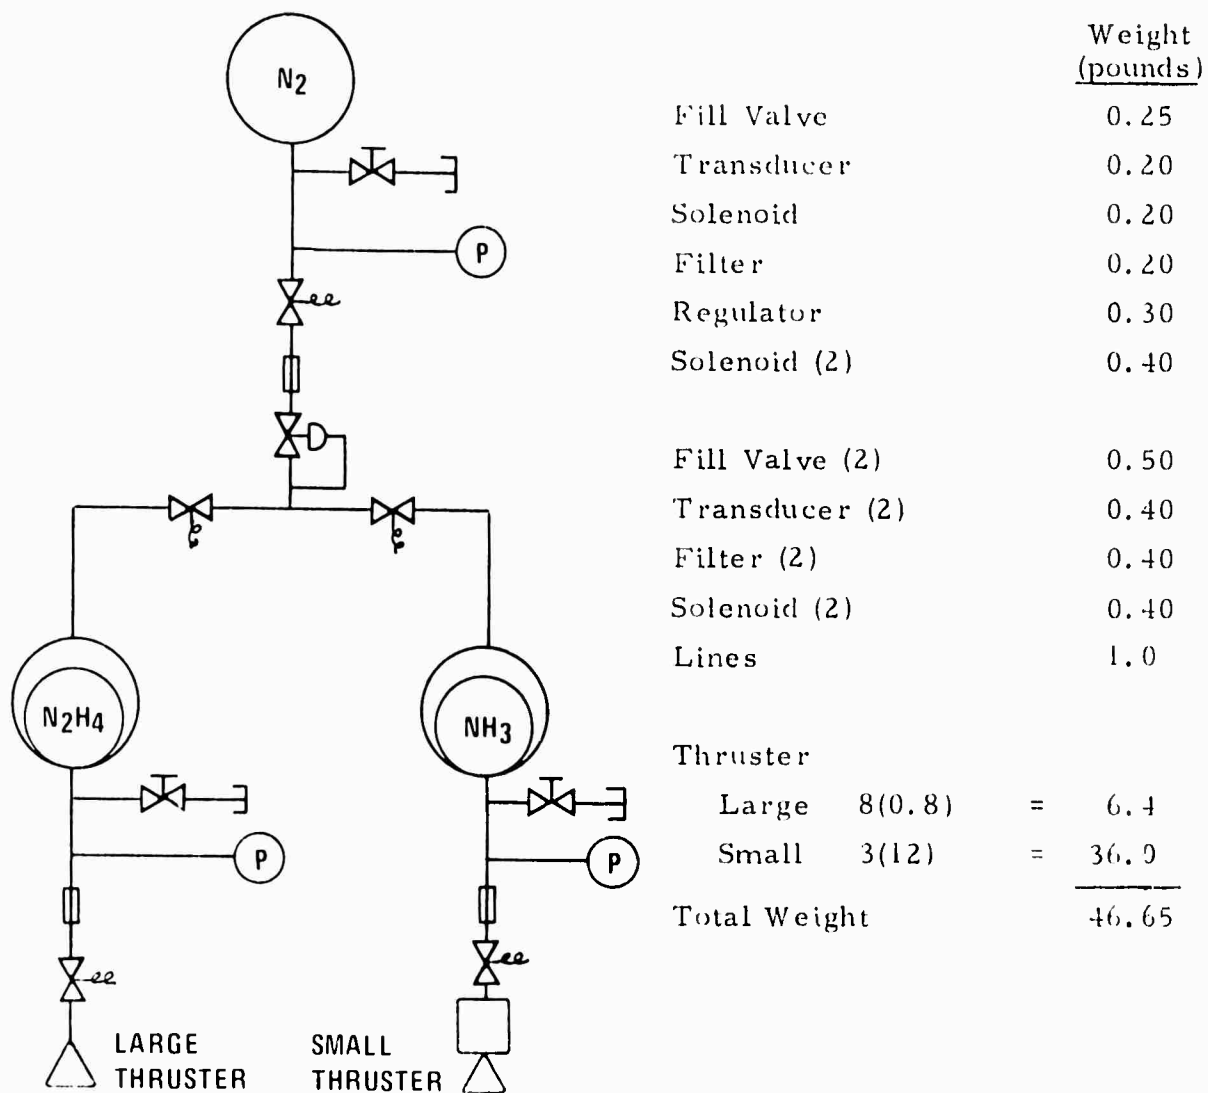 N2
P
N2H4
NH3
P
P
LARGE
THRUSTER
SMALL
THRUSTER
Weight
(pounds)
Fill Valve 0.25
Transducer 0.20
Solenoid 0.20
Filter 0.20
Regulator 0.30
Solenoid (2) 0.40
Fill Valve (2) 0.50
Transducer (2) 0.40
Filter (2) 0.40
Solenoid (2) 0.40
Lines 1.0
Thruster
Large 8(0.8) = 6.4
Small 3(12) = 36.0
Total Weight 46.65